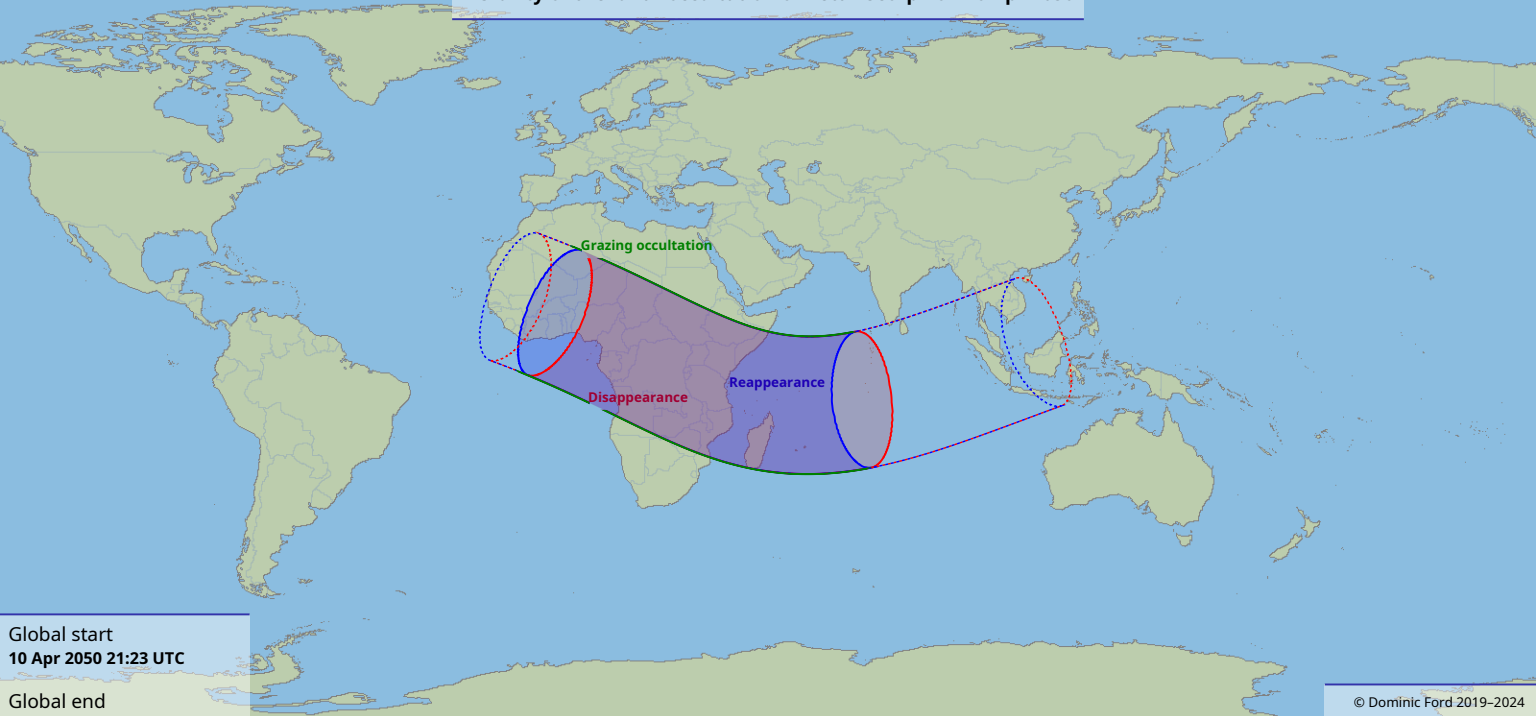 Grazing occultation
Reappearance
Disappearance
Global start
10 Apr 2050 21:23 UTC
Global end
© Dominic Ford 2019–2024